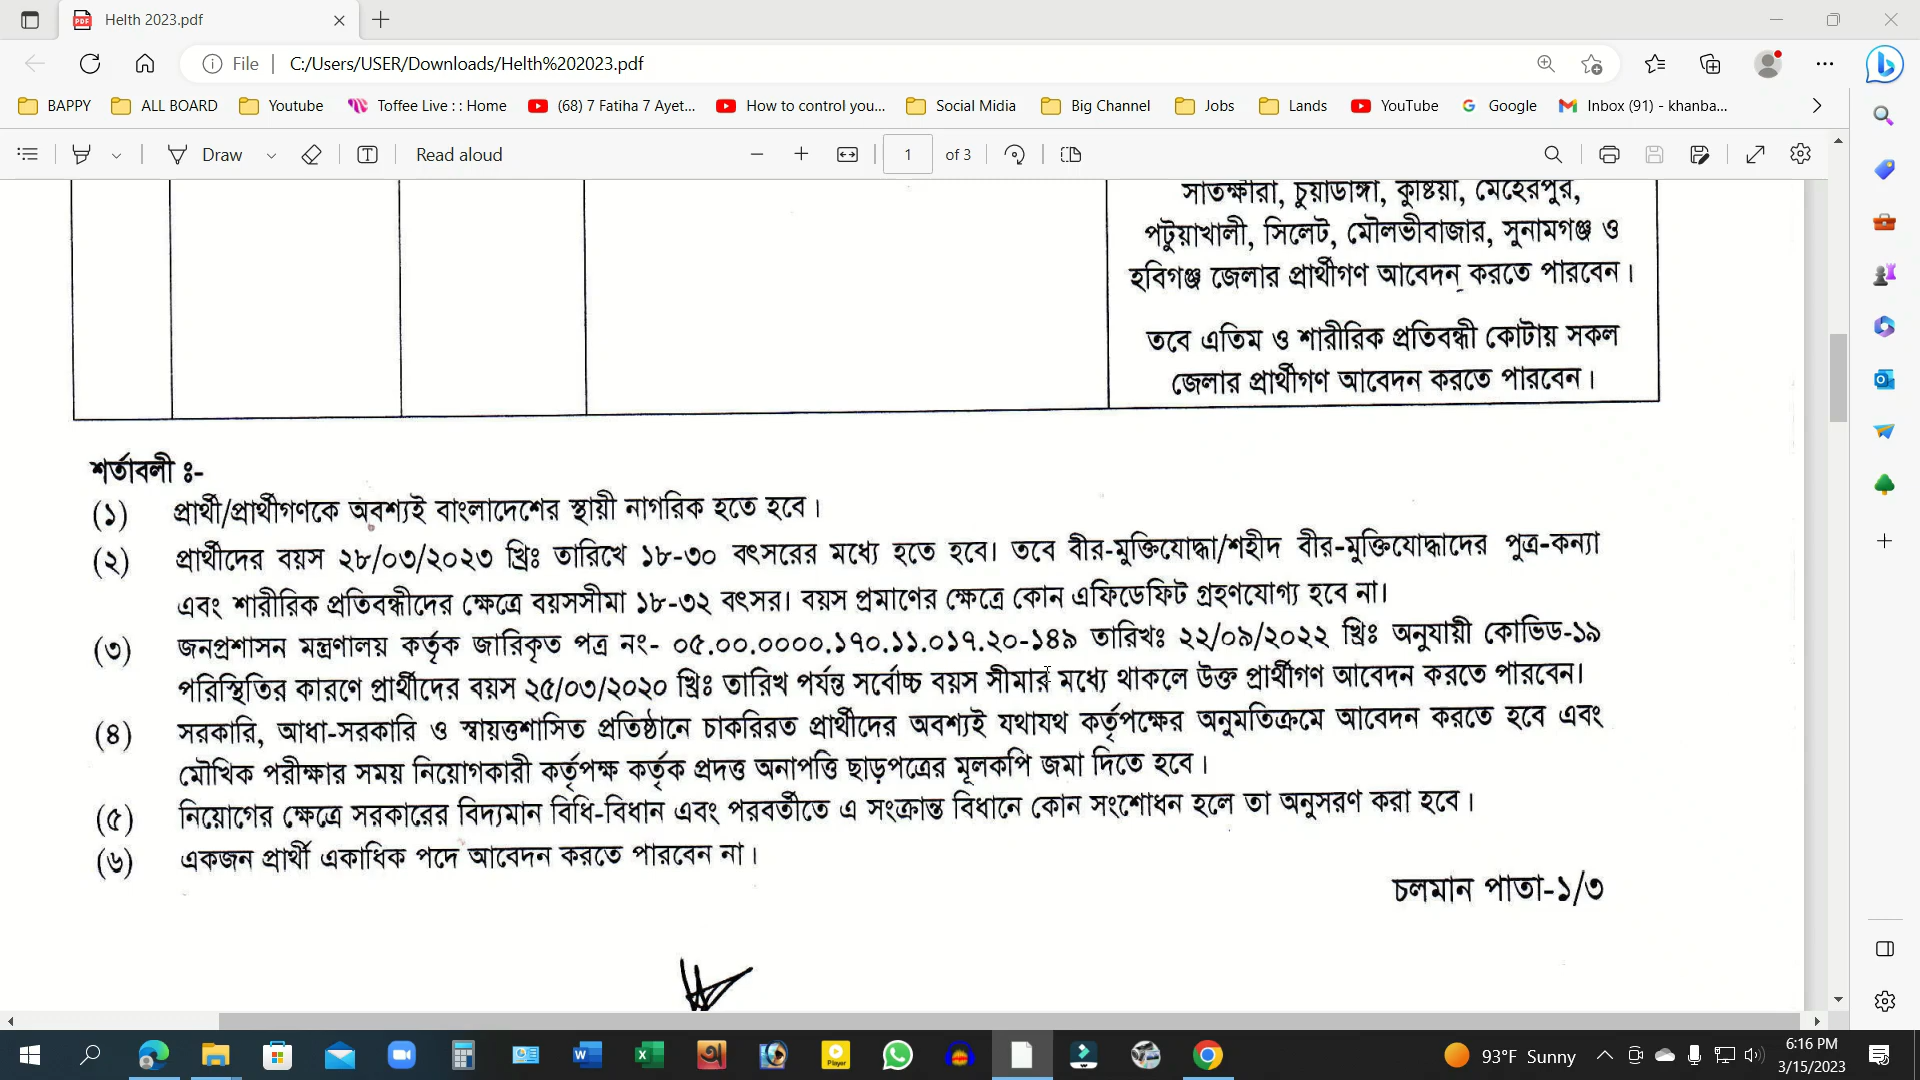 Helth 2023.pdf
File C:/Users/USER/Downloads/Helth%202023.pdf
BAPPY ALL BOARD Youtube Toffee Live : : Home (68) 7 Fatiha 7 Ayet... How to control you... Social Midia Big Channel Jobs Lands YouTube Google Inbox (91) - khanba...
Draw Read aloud 1 of 3
সাতক্ষীরা, চুয়াডাঙ্গা, কুষ্টিয়া, মেহেরপুর,
পটুয়াখালী, সিলেট, মৌলভীবাজার, সুনামগঞ্জ ও
হবিগঞ্জ জেলার প্রার্থীগণ আবেদন করতে পারবেন।
তবে এতিম ও শারীরিক প্রতিবন্ধী কোটায় সকল
জেলার প্রার্থীগণ আবেদন করতে পারবেন।
শর্তাবলী ঃ-
(১) প্রার্থী/প্রার্থীগণকে অবশ্যই বাংলাদেশের স্থায়ী নাগরিক হতে হবে।
(২) প্রার্থীদের বয়স ২৮/০৩/২০২৩ খ্রিঃ তারিখে ১৮-৩০ বৎসরের মধ্যে হতে হবে। তবে বীর-মুক্তিযোদ্ধা/শহীদ বীর-মুক্তিযোদ্ধাদের পুত্র-কন্যা
এবং শারীরিক প্রতিবন্ধীদের ক্ষেত্রে বয়সসীমা ১৮-৩২ বৎসর। বয়স প্রমাণের ক্ষেত্রে কোন এফিডেফিট গ্রহণযোগ্য হবে না।
(৩) জনপ্রশাসন মন্ত্রণালয় কর্তৃক জারিকৃত পত্র নং- ০৫.০০.০০০০.১৭০.১১.০১৭.২০-১৪৯ তারিখঃ ২২/০৯/২০২২ খ্রিঃ অনুযায়ী কোভিড-১৯
পরিস্থিতির কারণে প্রার্থীদের বয়স ২৫/০৩/২০২০ খ্রিঃ তারিখ পর্যন্ত সর্বোচ্চ বয়স সীমার মধ্যে থাকলে উক্ত প্রার্থীগণ আবেদন করতে পারবেন।
(৪) সরকারি, আধা-সরকারি ও স্বায়ত্তশাসিত প্রতিষ্ঠানে চাকরিরত প্রার্থীদের অবশ্যই যথাযথ কর্তৃপক্ষের অনুমতিক্রমে আবেদন করতে হবে এবং
মৌখিক পরীক্ষার সময় নিয়োগকারী কর্তৃপক্ষ কর্তৃক প্রদত্ত অনাপত্তি ছাড়পত্রের মূলকপি জমা দিতে হবে।
(৫) নিয়োগের ক্ষেত্রে সরকারের বিদ্যমান বিধি-বিধান এবং পরবর্তীতে এ সংক্রান্ত বিধানে কোন সংশোধন হলে তা অনুসরণ করা হবে।
(৬) একজন প্রার্থী একাধিক পদে আবেদন করতে পারবেন না।
চলমান পাতা-১/৩
93°F Sunny
6:16 PM
3/15/2023